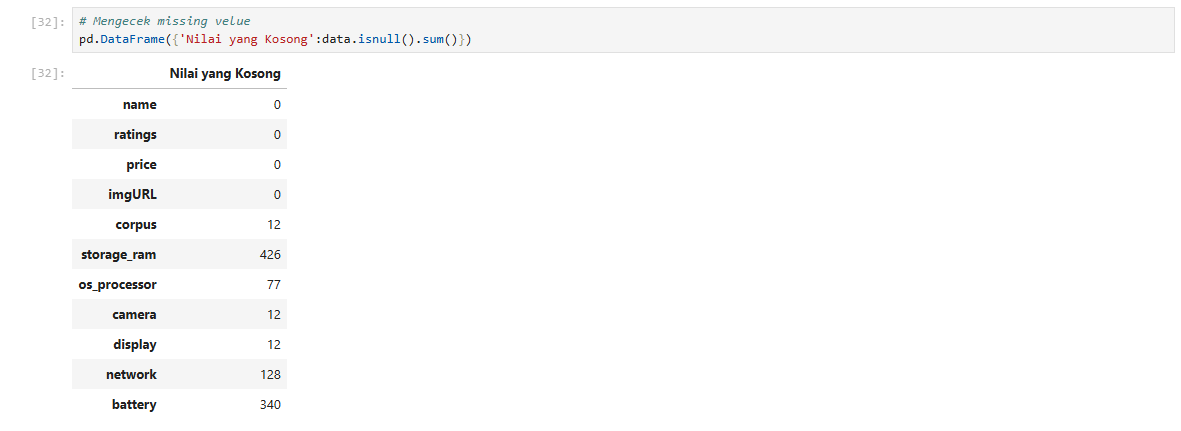 [32]: # Mengecek missing velue
pd.DataFrame({'Nilai yang Kosong':data.isnull().sum()})
[32]: Nilai yang Kosong
name 0
ratings 0
price 0
imgURL 0
corpus 12
storage_ram 426
os_processor 77
camera 12
display 12
network 128
battery 340